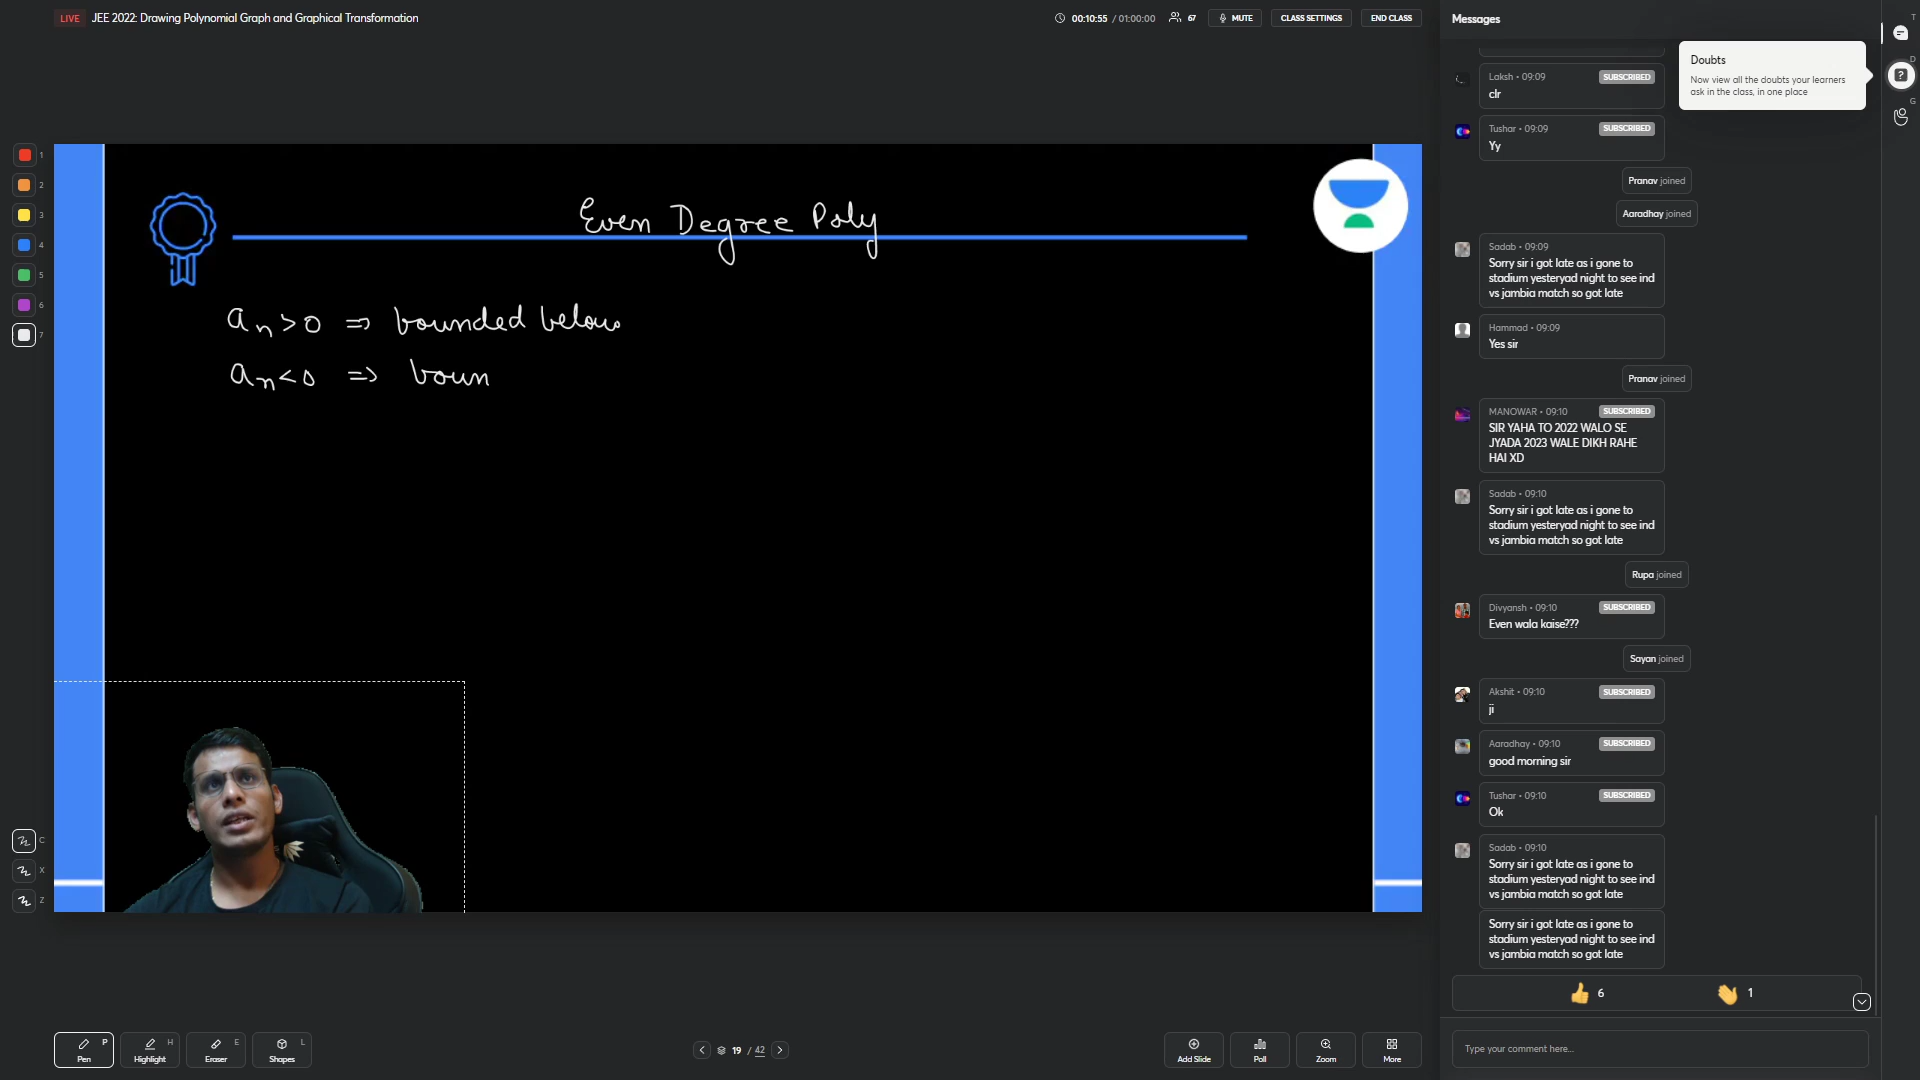 LIVE JEE 2022: Drawing Polynomial Graph and Graphical Transformation
00:10:55 / 01:00:00 67 MUTE CLASS SETTINGS END CLASS
1
2
3
4
5
6
7
Even Degree Poly
an>0 => bounded below
an<0 => boun
C
X
Z
Pen P
Highlight H
Eraser E
Shapes L
19 / 42
Add Slide
Poll
Zoom
More
Messages
Doubts
Now view all the doubts your learners
ask in the class, in one place
T
D
G
Laksh • 09:09 SUBSCRIBED
clr
Tushar • 09:09 SUBSCRIBED
Yy
Pranav joined
Aaradhay joined
Sadab • 09:09
Sorry sir i got late as i gone to
stadium yesteryad night to see ind
vs jambia match so got late
Hammad • 09:09
Yes sir
Pranav joined
MANOWAR • 09:10 SUBSCRIBED
SIR YAHA TO 2022 WALO SE
JYADA 2023 WALE DIKH RAHE
HAI XD
Sadab • 09:10
Sorry sir i got late as i gone to
stadium yesteryad night to see ind
vs jambia match so got late
Rupa joined
Divyansh • 09:10 SUBSCRIBED
Even wala kaise???
Sayan joined
Akshit • 09:10 SUBSCRIBED
ji
Aaradhay • 09:10 SUBSCRIBED
good morning sir
Tushar • 09:10 SUBSCRIBED
Ok
Sadab • 09:10
Sorry sir i got late as i gone to
stadium yesteryad night to see ind
vs jambia match so got late
Sorry sir i got late as i gone to
stadium yesteryad night to see ind
vs jambia match so got late
6 1
Type your comment here...